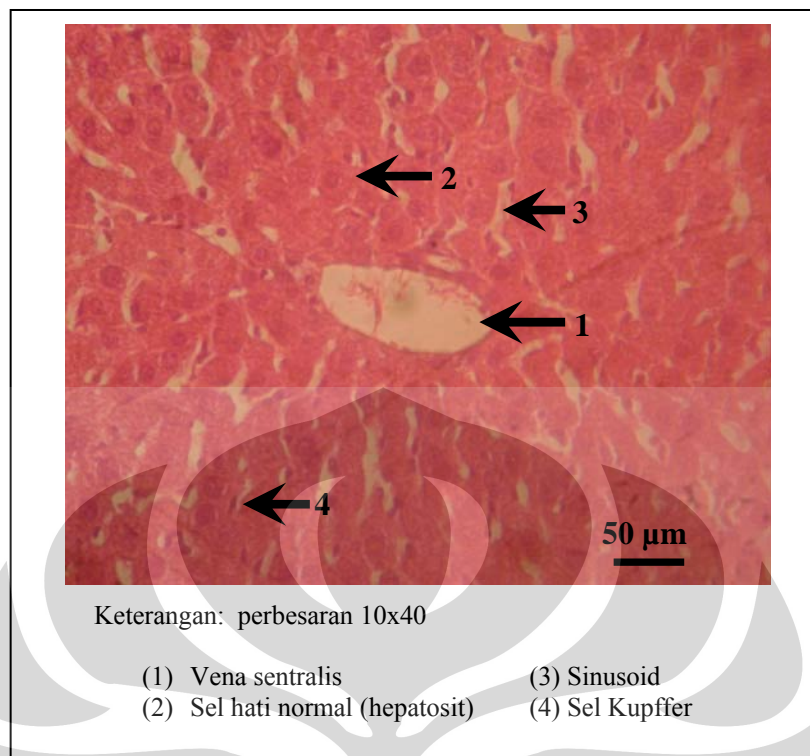 2
3
1
4
50 µm
Keterangan: perbesaran 10x40
(1) Vena sentralis (3) Sinusoid
(2) Sel hati normal (hepatosit) (4) Sel Kupffer